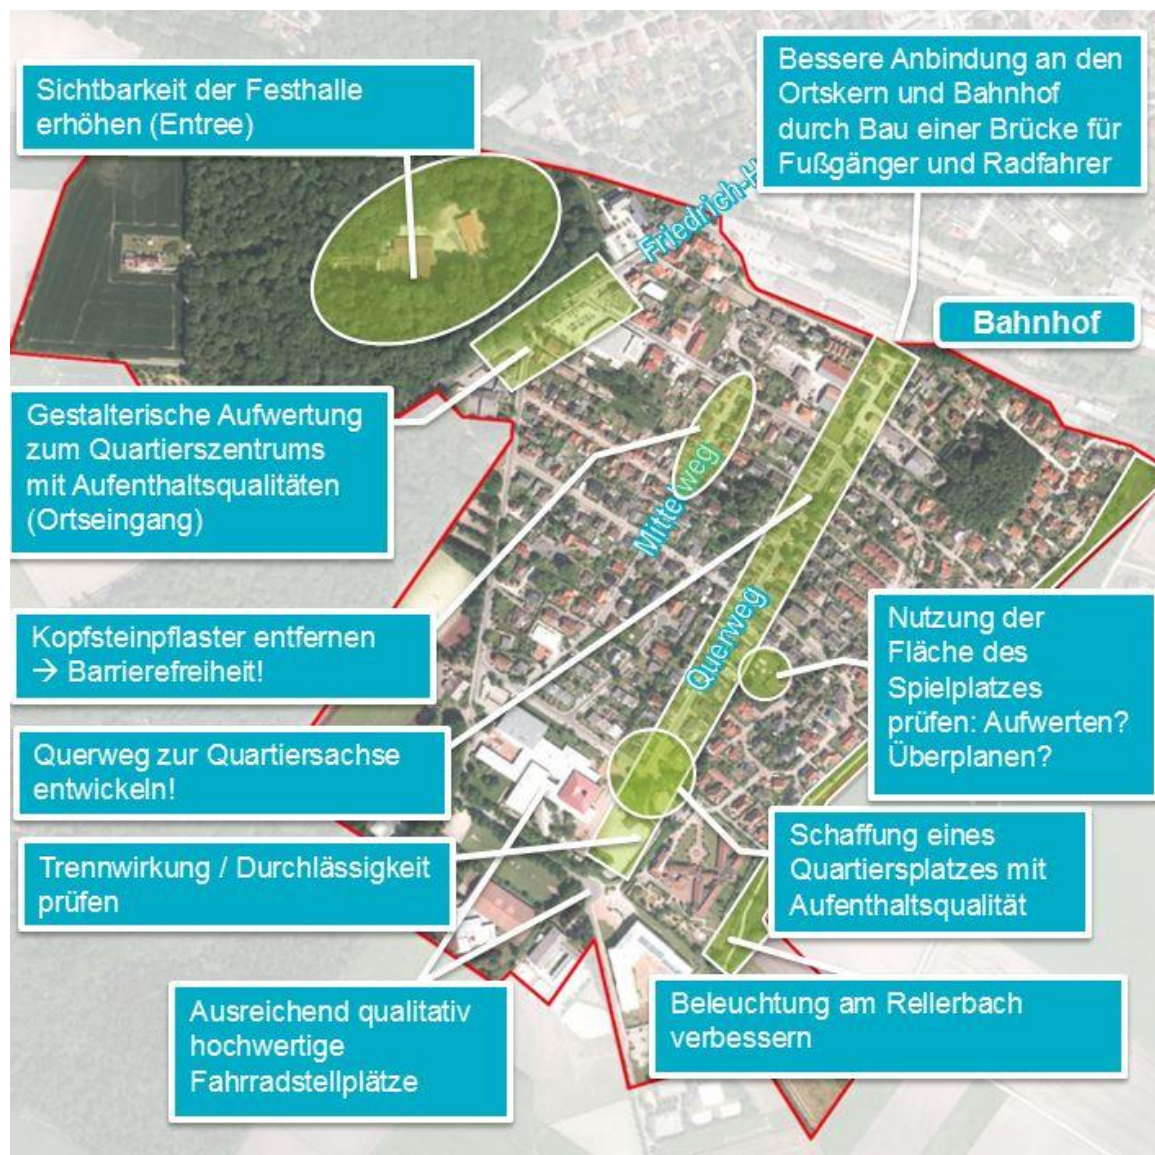 Sichtbarkeit der Festhalle
erhöhen (Entree)
Bessere Anbindung an den
Ortskern und Bahnhof
durch Bau einer Brücke für
Fußgänger und Radfahrer
Friedrich-H
Bahnhof
Gestalterische Aufwertung
zum Quartierszentrums
mit Aufenthaltsqualitäten
(Ortseingang)
Mittelweg
Querweg
Kopfsteinpflaster entfernen
→ Barrierefreiheit!
Nutzung der
Fläche des
Spielplatzes
prüfen: Aufwerten?
Überplanen?
Querweg zur Quartiersachse
entwickeln!
Trennwirkung / Durchlässigkeit
prüfen
Schaffung eines
Quartiersplatzes mit
Aufenthaltsqualität
Ausreichend qualitativ
hochwertige
Fahrradstellplätze
Beleuchtung am Rellerbach
verbessern